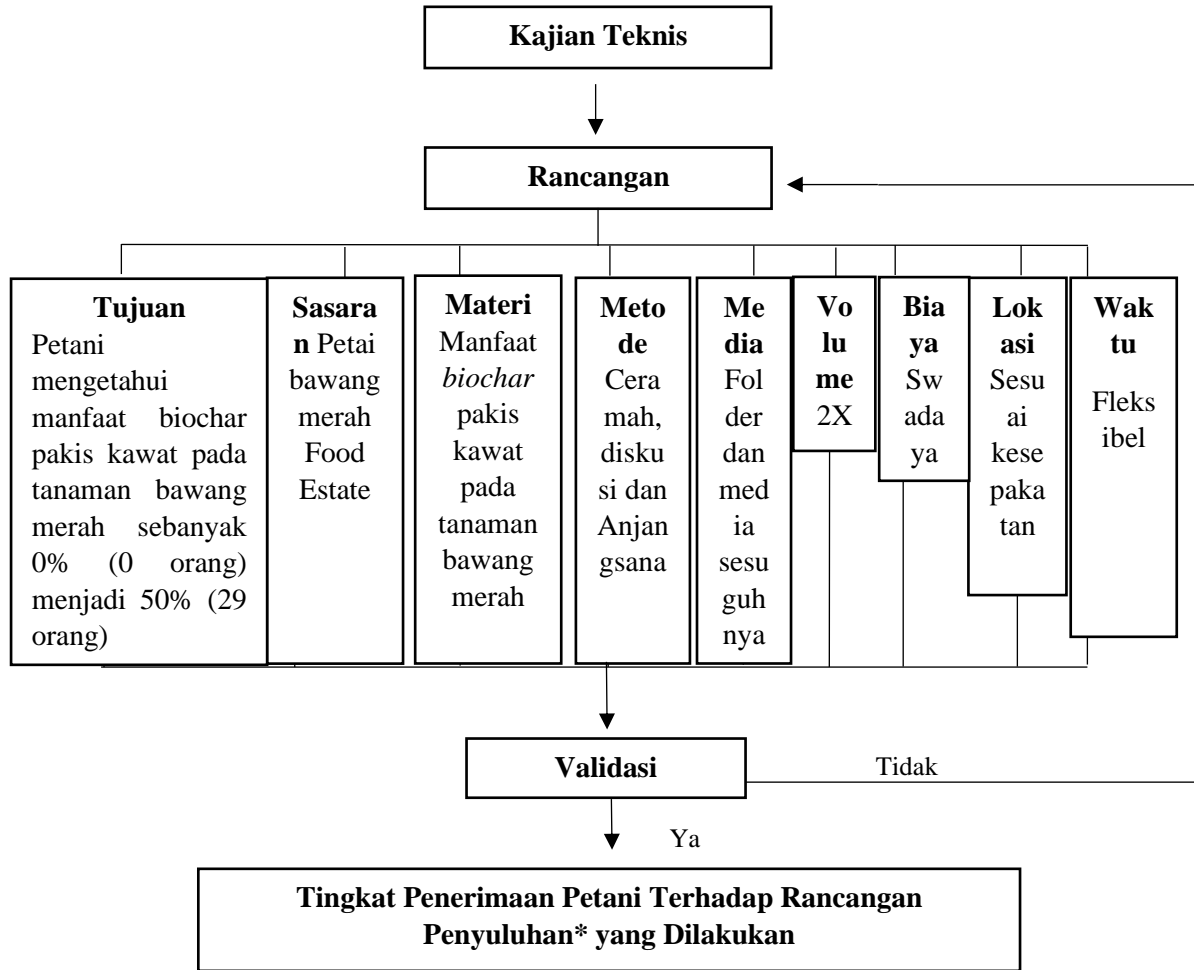 Kajian Teknis
Rancangan
Tujuan
Petani
mengetahui
manfaat biochar
pakis kawat pada
tanaman bawang
merah sebanyak
0% (0 orang)
menjadi 50% (29
orang)
Sasara
n Petai
bawang
merah
Food
Estate
Materi
Manfaat
biochar
pakis
kawat
pada
tanaman
bawang
merah
Meto
de
Cera
mah,
disku
si dan
Anjan
gsana
Me
dia
Fol
der
dan
med
ia
sesu
guh
nya
Vo
lu
me
2X
Bia
ya
Sw
ada
ya
Lok
asi
Sesu
ai
kese
paka
tan
Wak
tu
Fleks
ibel
Validasi
Tidak
Ya
Tingkat Penerimaan Petani Terhadap Rancangan
Penyuluhan* yang Dilakukan